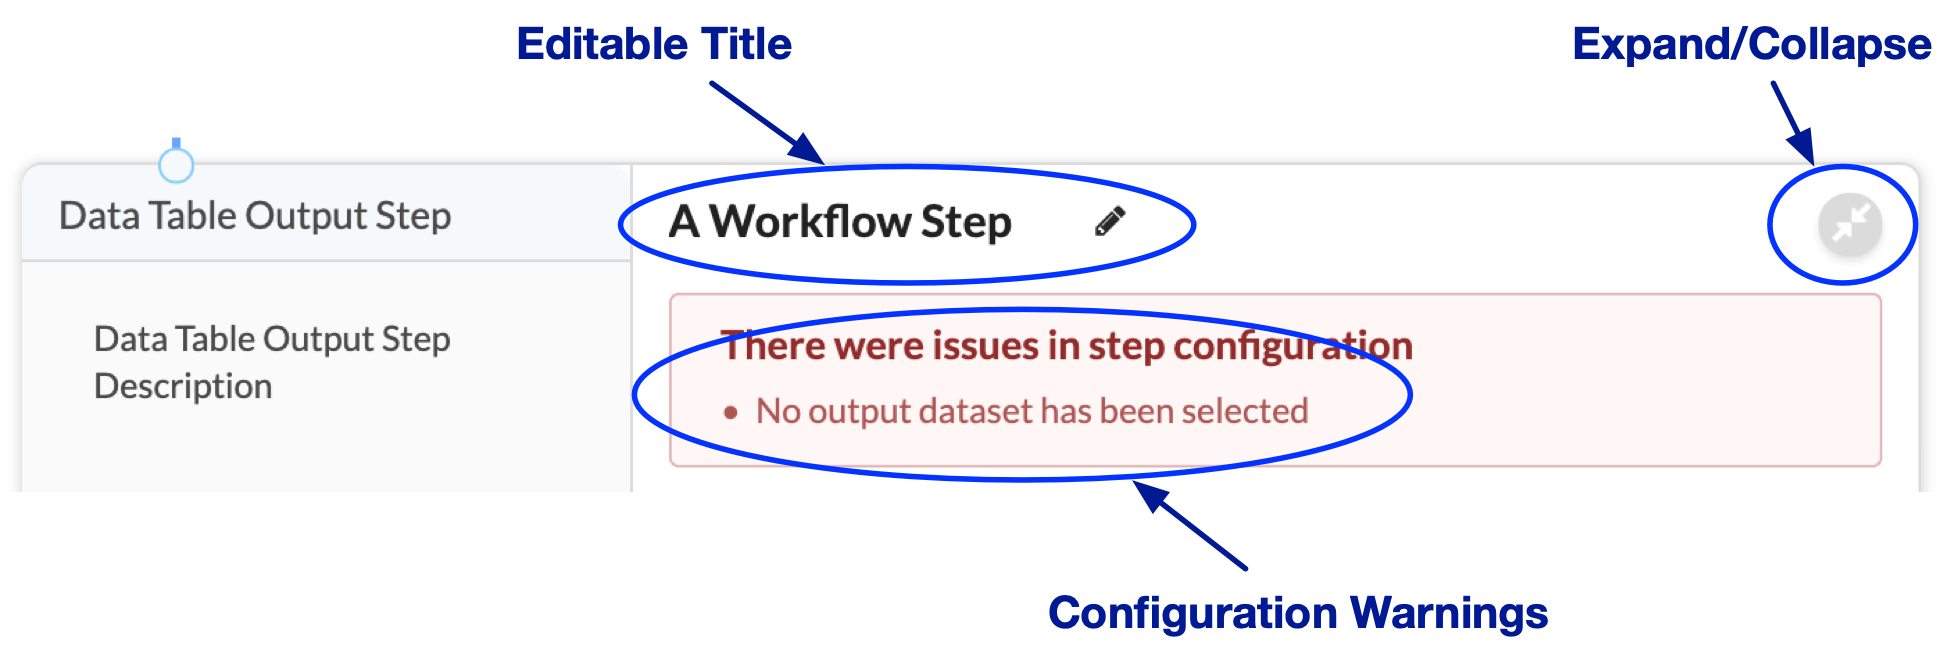 Editable Title
Expand/Collapse
Data Table Output Step
A Workflow Step
Data Table Output Step
Description
There were issues in step configuration
• No output dataset has been selected
Configuration Warnings